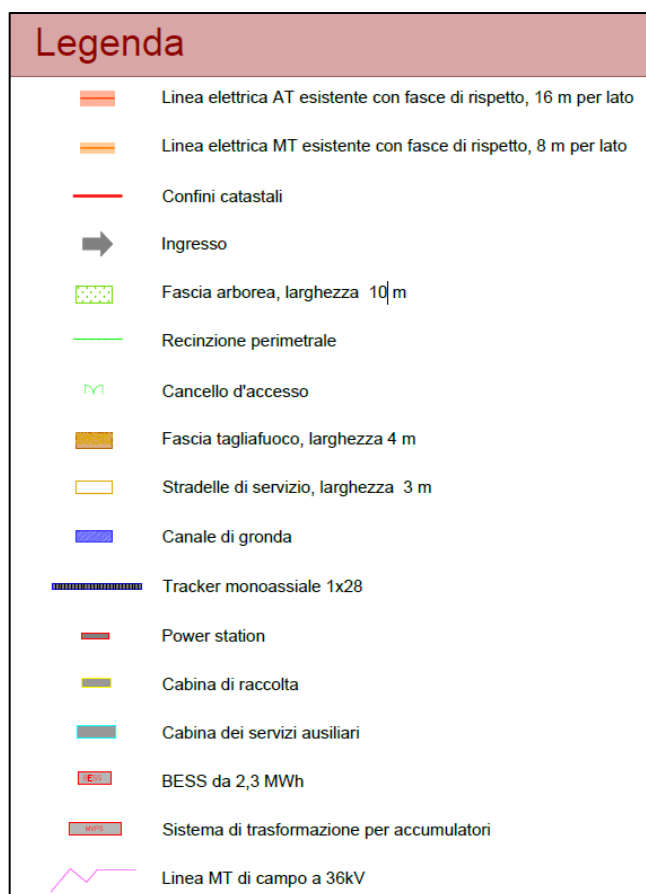 Legenda
Linea elettrica AT esistente con fasce di rispetto, 16 m per lato
Linea elettrica MT esistente con fasce di rispetto, 8 m per lato
Confini catastali
Ingresso
Fascia arborea, larghezza 10 m
Recinzione perimetrale
Cancello d'accesso
Fascia tagliafuoco, larghezza 4 m
Stradelle di servizio, larghezza 3 m
Canale di gronda
Tracker monoassiale 1x28
Power station
Cabina di raccolta
Cabina dei servizi ausiliari
BESS BESS da 2,3 MWh
MVPS Sistema di trasformazione per accumulatori
Linea MT di campo a 36kV